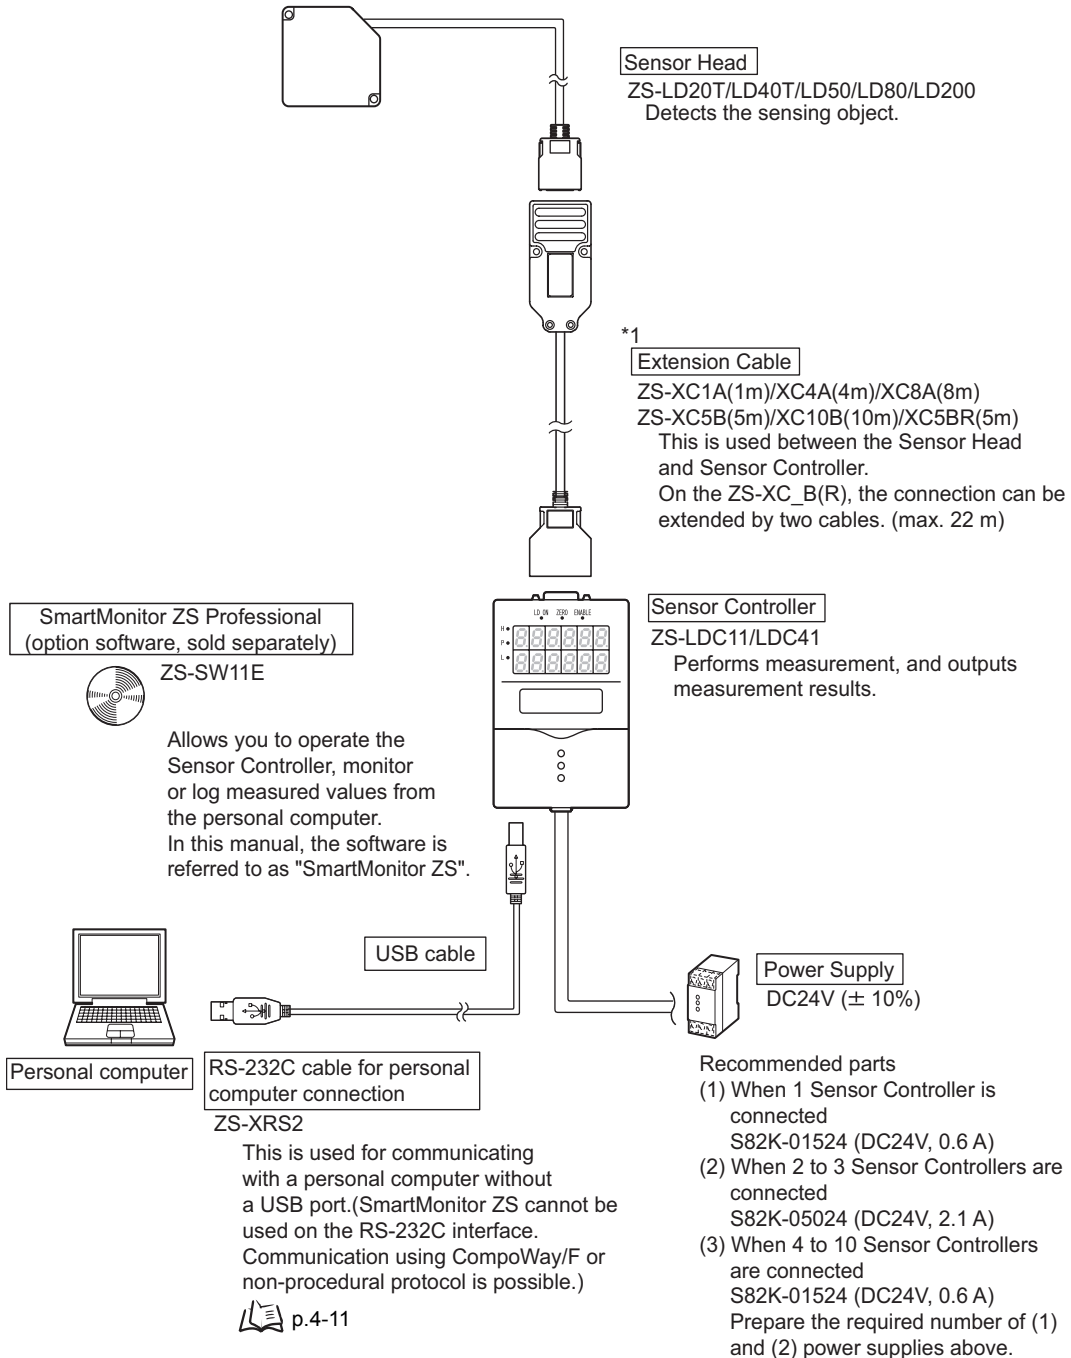 Sensor Head
ZS-LD20T/LD40T/LD50/LD80/LD200
Detects the sensing object.
*1
Extension Cable
ZS-XC1A(1m)/XC4A(4m)/XC8A(8m)
ZS-XC5B(5m)/XC10B(10m)/XC5BR(5m)
This is used between the Sensor Head
and Sensor Controller.
On the ZS-XC_B(R), the connection can be
extended by two cables. (max. 22 m)
LD ON ZERO ENABLE
H
P
L
Sensor Controller
ZS-LDC11/LDC41
Performs measurement, and outputs
measurement results.
SmartMonitor ZS Professional
(option software, sold separately)
ZS-SW11E
Allows you to operate the
Sensor Controller, monitor
or log measured values from
the personal computer.
In this manual, the software is
referred to as "SmartMonitor ZS".
USB cable
Personal computer
RS-232C cable for personal
computer connection
ZS-XRS2
This is used for communicating
with a personal computer without
a USB port.(SmartMonitor ZS cannot be
used on the RS-232C interface.
Communication using CompoWay/F or
non-procedural protocol is possible.)
p.4-11
Power Supply
DC24V (± 10%)
Recommended parts
(1) When 1 Sensor Controller is
connected
S82K-01524 (DC24V, 0.6 A)
(2) When 2 to 3 Sensor Controllers are
connected
S82K-05024 (DC24V, 2.1 A)
(3) When 4 to 10 Sensor Controllers
are connected
S82K-01524 (DC24V, 0.6 A)
Prepare the required number of (1)
and (2) power supplies above.